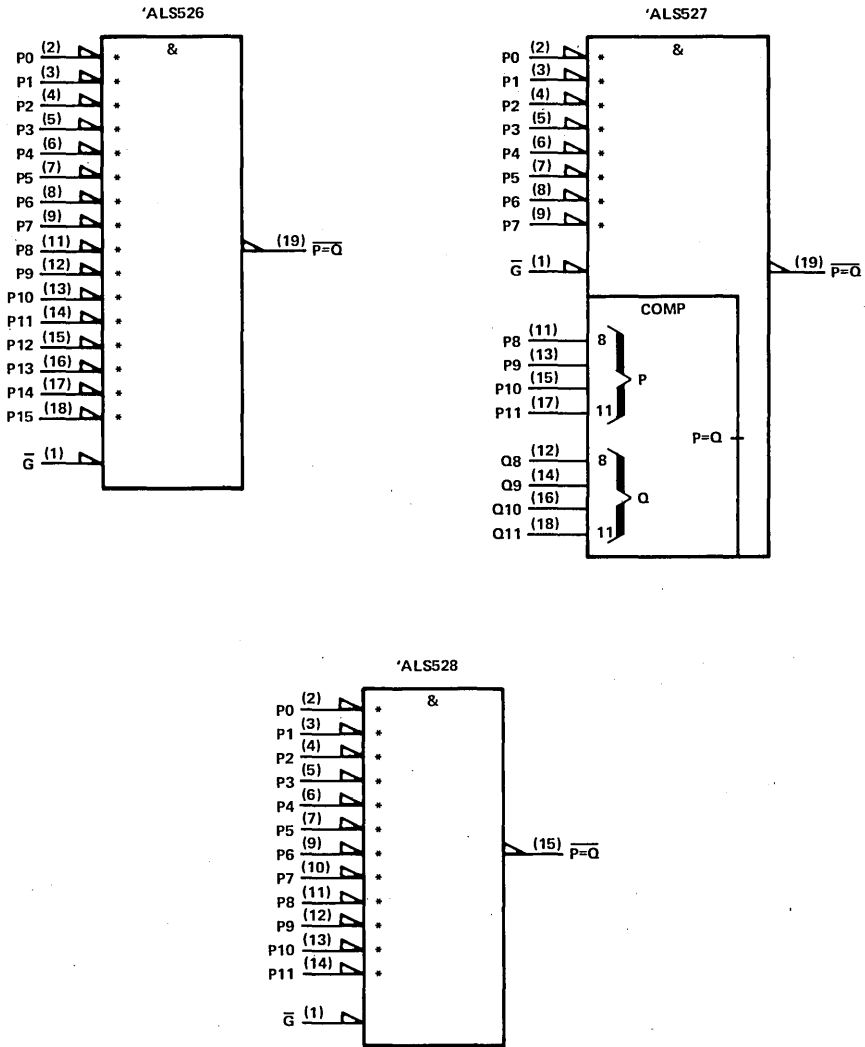 'ALS526
&
P0 (2) *
P1 (3) *
P2 (4) *
P3 (5) *
P4 (6) *
P5 (7) *
P6 (8) *
P7 (9) *
P8 (11) *
P9 (12) *
P10 (13) *
P11 (14) *
P12 (15) *
P13 (16) *
P14 (17) *
P15 (18) *
G̅ (1)
(19) P̅=̅Q̅
'ALS527
&
P0 (2) *
P1 (3) *
P2 (4) *
P3 (5) *
P4 (6) *
P5 (7) *
P6 (8) *
P7 (9) *
G̅ (1)
(19) P̅=̅Q̅
COMP
P8 (11) 8
P9 (13)
P10 (15) P
P11 (17) 11
P=Q
Q8 (12) 8
Q9 (14)
Q10 (16) Q
Q11 (18) 11
'ALS528
&
P0 (2) *
P1 (3) *
P2 (4) *
P3 (5) *
P4 (6) *
P5 (7) *
P6 (9) *
P7 (10) *
P8 (11) *
P9 (12) *
P10 (13) *
P11 (14) *
G̅ (1)
(15) P̅=̅Q̅